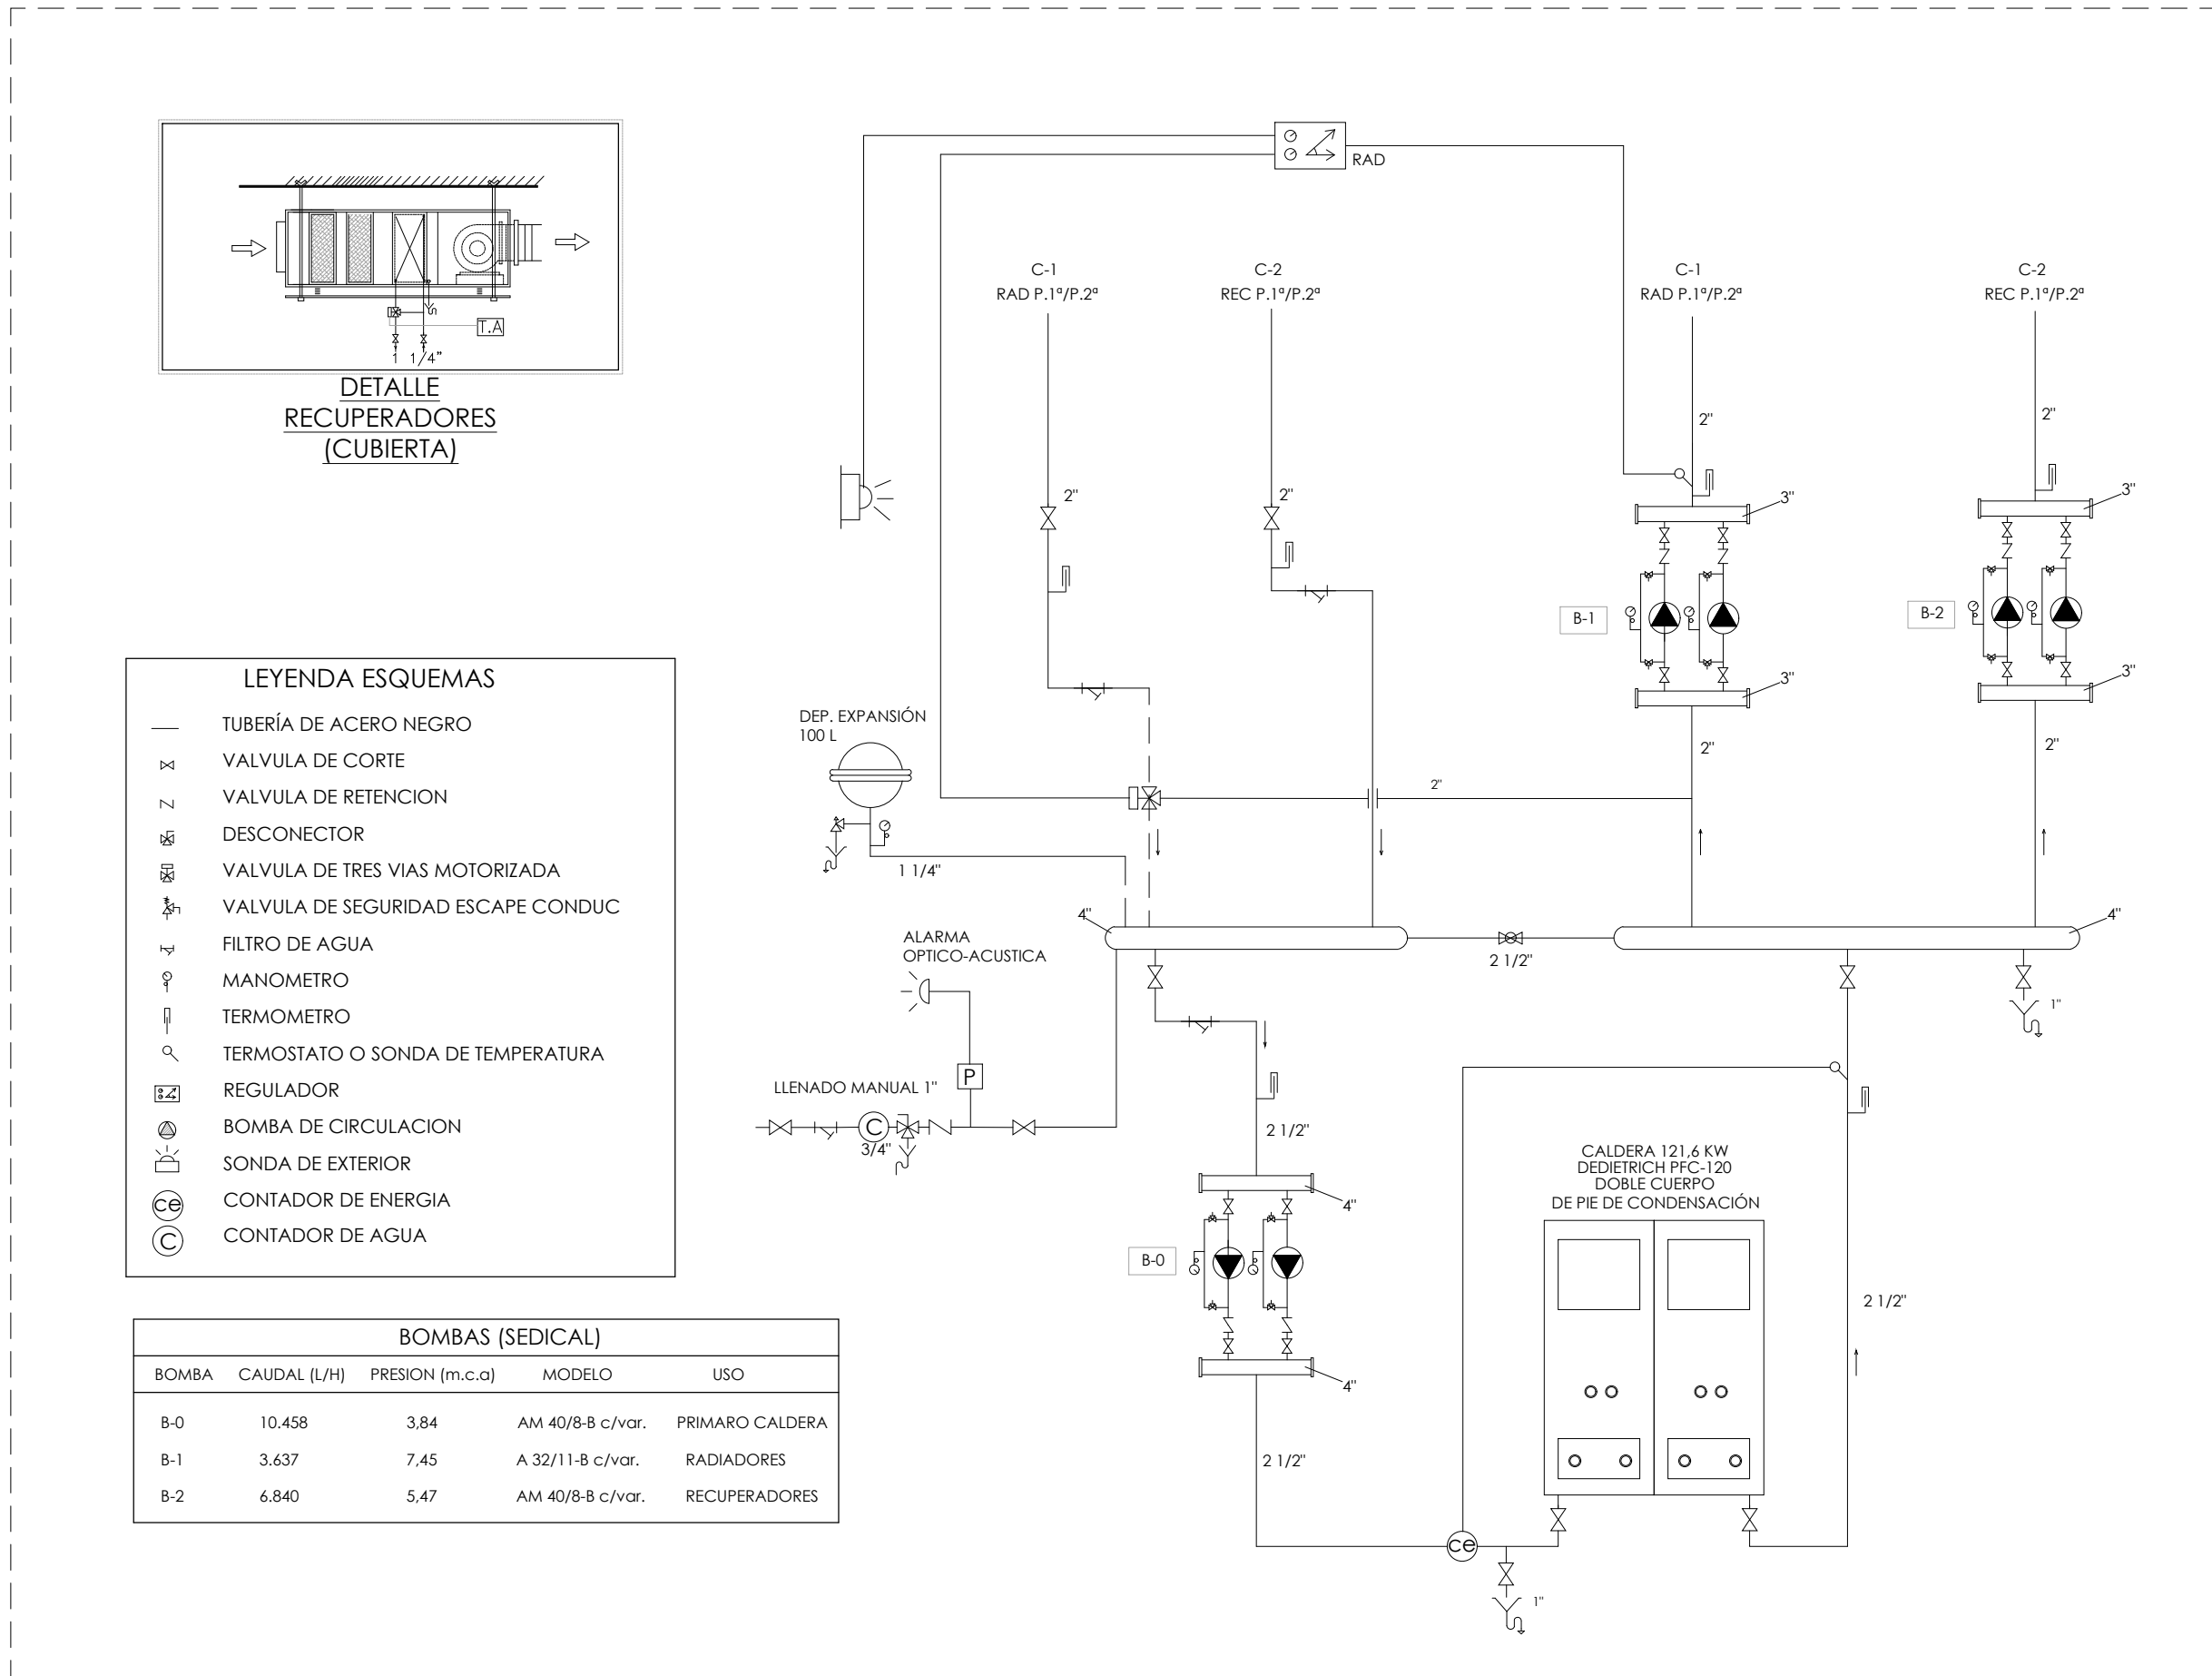 T.A
1 1/4"
DETALLE
RECUPERADORES
(CUBIERTA)
LEYENDA ESQUEMAS
TUBERÍA DE ACERO NEGRO
VALVULA DE CORTE
VALVULA DE RETENCION
DESCONECTOR
VALVULA DE TRES VIAS MOTORIZADA
VALVULA DE SEGURIDAD ESCAPE CONDUC
FILTRO DE AGUA
MANOMETRO
TERMOMETRO
TERMOSTATO O SONDA DE TEMPERATURA
REGULADOR
BOMBA DE CIRCULACION
SONDA DE EXTERIOR
ce CONTADOR DE ENERGIA
C CONTADOR DE AGUA
BOMBAS (SEDICAL)
BOMBA CAUDAL (L/H) PRESION (m.c.a) MODELO USO
B-0 10.458 3,84 AM 40/8-B c/var. PRIMARO CALDERA
B-1 3.637 7,45 A 32/11-B c/var. RADIADORES
B-2 6.840 5,47 AM 40/8-B c/var. RECUPERADORES
RAD
C-1
RAD P.1ª/P.2ª
C-2
REC P.1ª/P.2ª
C-1
RAD P.1ª/P.2ª
C-2
REC P.1ª/P.2ª
2"
2"
2"
2"
3"
3"
B-1
B-2
3"
3"
2"
2"
DEP. EXPANSIÓN
100 L
2"
1 1/4"
4"
4"
2 1/2"
1"
ALARMA
OPTICO-ACUSTICA
P
LLENADO MANUAL 1"
C
3/4"
2 1/2"
4"
B-0
4"
2 1/2"
CALDERA 121,6 KW
DEDIETRICH PFC-120
DOBLE CUERPO
DE PIE DE CONDENSACIÓN
2 1/2"
ce
1"